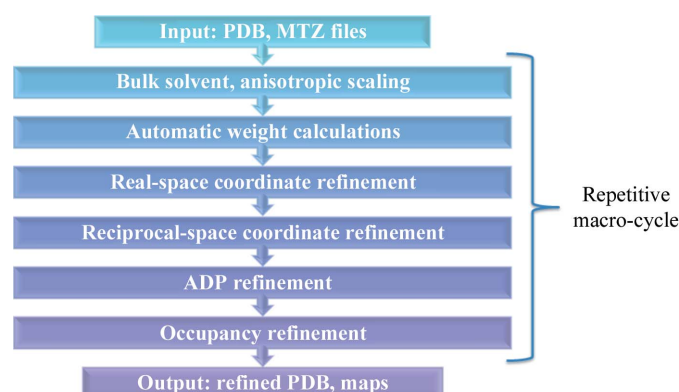 Input: PDB, MTZ files
Bulk solvent, anisotropic scaling
Automatic weight calculations
Real-space coordinate refinement
Reciprocal-space coordinate refinement
ADP refinement
Occupancy refinement
Output: refined PDB, maps
Repetitive
macro-cycle